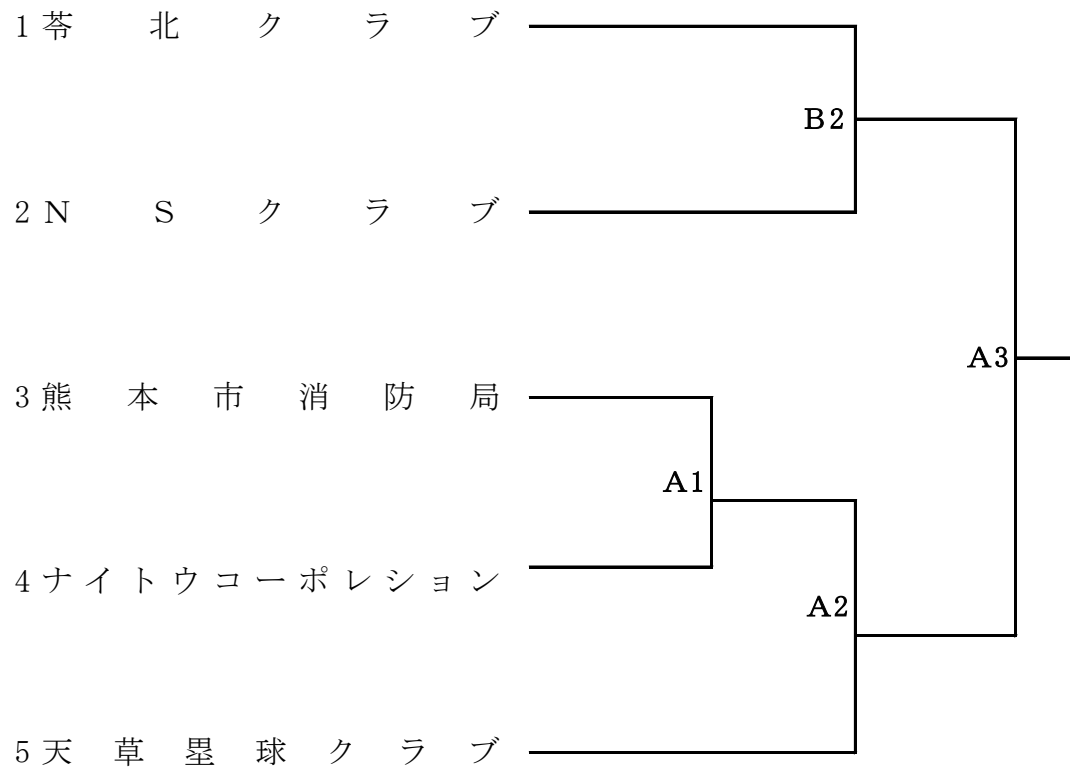 1 苓北クラブ
B2
2 NSクラブ
A3
3 熊本市消防局
A1
4 ナイトウコーポレション
A2
5 天草塁球クラブ